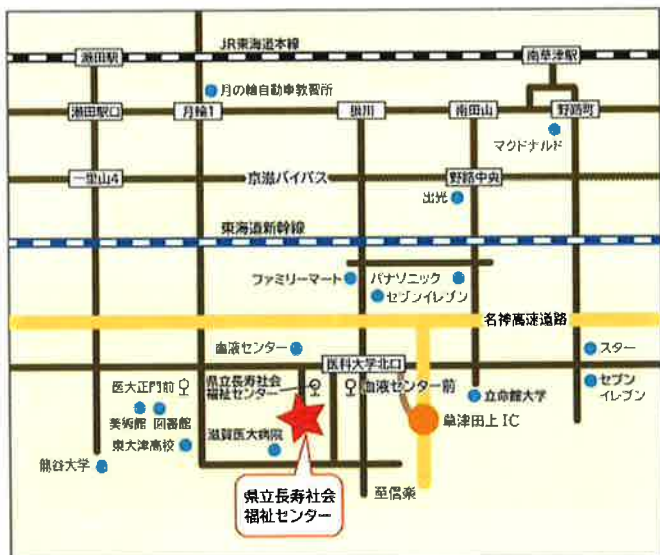 JR東海道本線
瀬田駅
南草津駅
月の輪自動車教習所
瀬田駅口
月輪1
掛川
南田山
野路町
マクドナルド
一里山4
京滋バイパス
野路中央
出光
東海道新幹線
ファミリーマート
パナソニック
セブンイレブン
名神高速道路
血液センター
医科大学北口
スター
医大正門前
県立長寿社会
福祉センター
血液センター前
立命館大学
セブン
イレブン
美術館
図書館
草津田上IC
東大津高校
滋賀医大病院
龍谷大学
県立長寿社会
福祉センター
至信楽